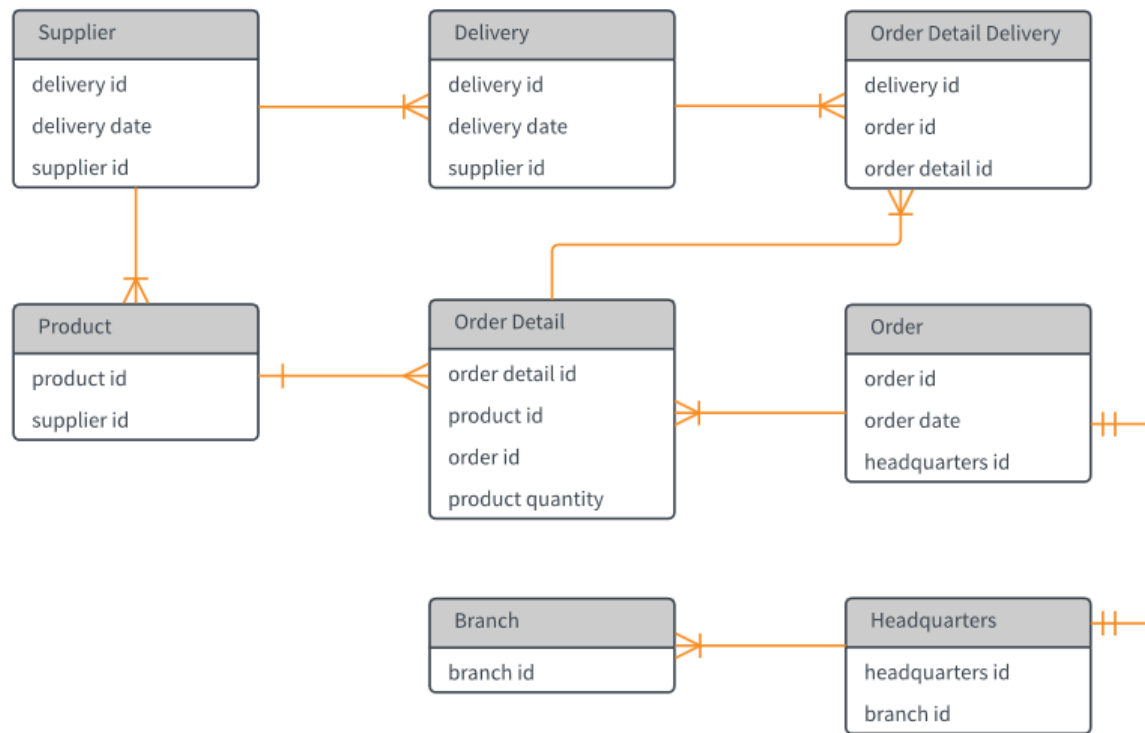 Supplier
delivery id
delivery date
supplier id
Delivery
delivery id
delivery date
supplier id
Order Detail Delivery
delivery id
order id
order detail id
Product
product id
supplier id
Order Detail
order detail id
product id
order id
product quantity
Order
order id
order date
headquarters id
Branch
branch id
Headquarters
headquarters id
branch id